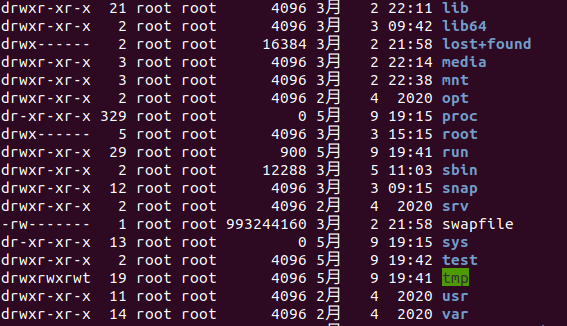 drwxr-xr-x  21 root root      4096 3月   2 22:11 lib
drwxr-xr-x   2 root root      4096 3月   3 09:42 lib64
drwx------   2 root root     16384 3月   2 21:58 lost+found
drwxr-xr-x   3 root root      4096 3月   2 22:14 media
drwxr-xr-x   3 root root      4096 3月   2 22:38 mnt
drwxr-xr-x   2 root root      4096 2月   4  2020 opt
dr-xr-xr-x 329 root root         0 5月   9 19:15 proc
drwx------   5 root root      4096 3月   3 15:15 root
drwxr-xr-x  29 root root       900 5月   9 19:41 run
drwxr-xr-x   2 root root     12288 3月   5 11:03 sbin
drwxr-xr-x  12 root root      4096 3月   3 09:15 snap
drwxr-xr-x   2 root root      4096 2月   4  2020 srv
-rw-------   1 root root 993244160 3月   2 21:58 swapfile
dr-xr-xr-x  13 root root         0 5月   9 19:15 sys
drwxr-xr-x   2 root root      4096 5月   9 19:42 test
drwxrwxrwt  19 root root      4096 5月   9 19:41 tmp
drwxr-xr-x  11 root root      4096 2月   4  2020 usr
drwxr-xr-x  14 root root      4096 2月   4  2020 var